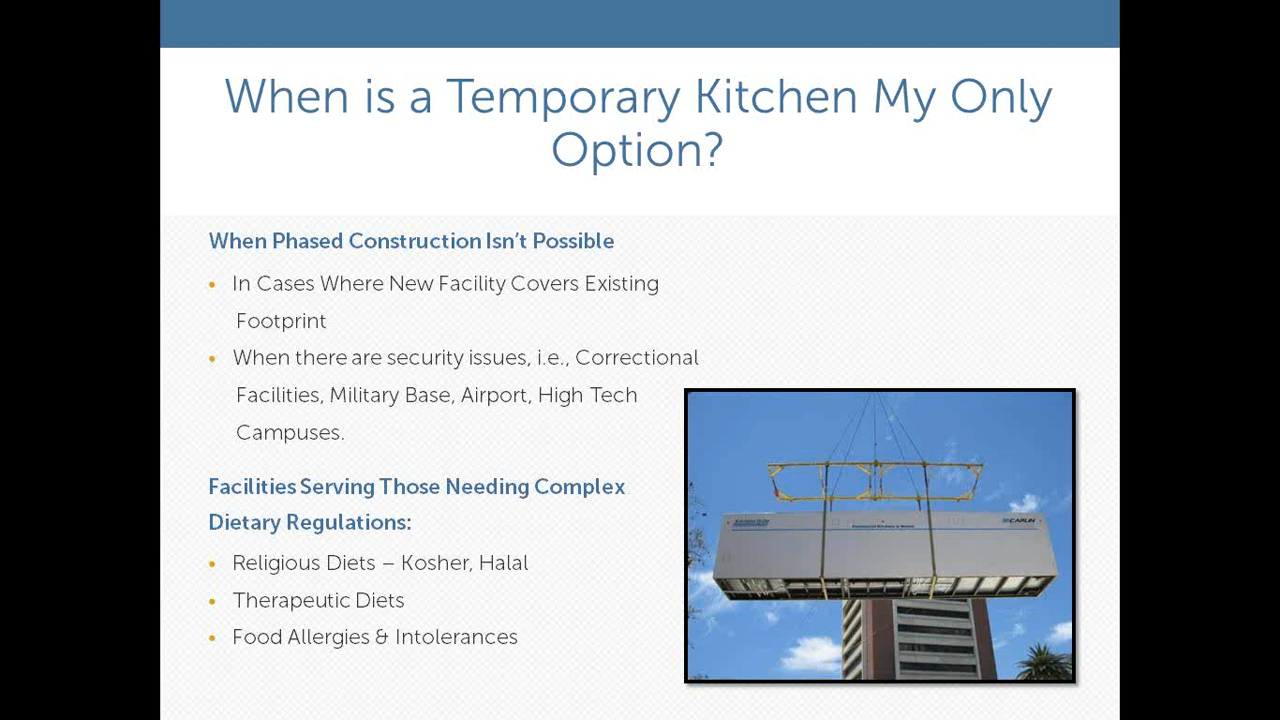 When is a Temporary Kitchen My Only
Option?
When Phased Construction Isn't Possible
• In Cases Where New Facility Covers Existing
Footprint
• When there are security issues, i.e., Correctional
Facilities, Military Base, Airport, High Tech
Campuses.
Facilities Serving Those Needing Complex
Dietary Regulations:
• Religious Diets – Kosher, Halal
• Therapeutic Diets
• Food Allergies & Intolerances
CARLIN